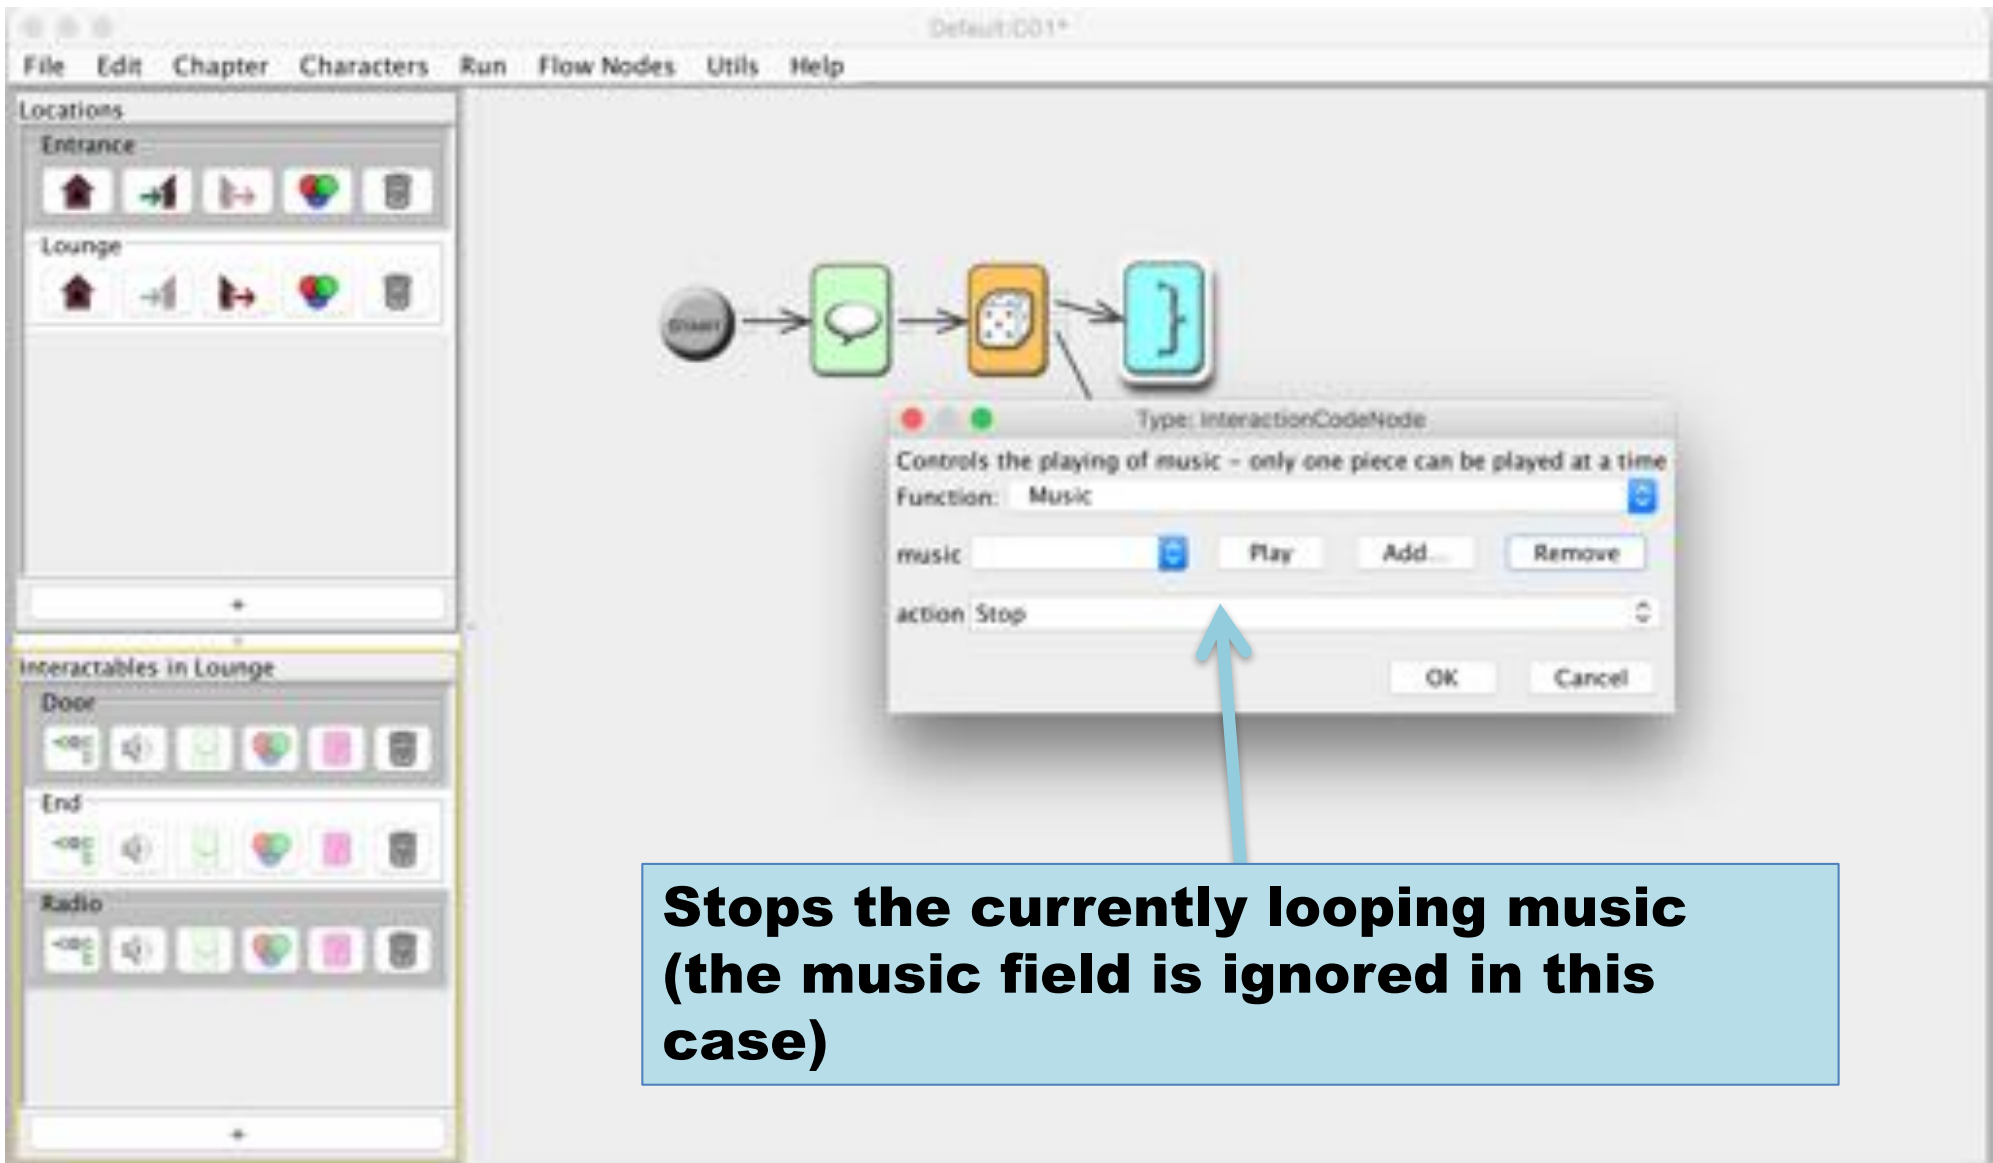 Default:C01*
File Edit Chapter Characters Run Flow Nodes Utils Help
Locations
Entrance
Lounge
+
Interactables in Lounge
Door
End
Radio
+
START
Type: InteractionCodeNode
Controls the playing of music - only one piece can be played at a time
Function: Music
music Play Add... Remove
action Stop
OK Cancel
Stops the currently looping music
(the music field is ignored in this
case)